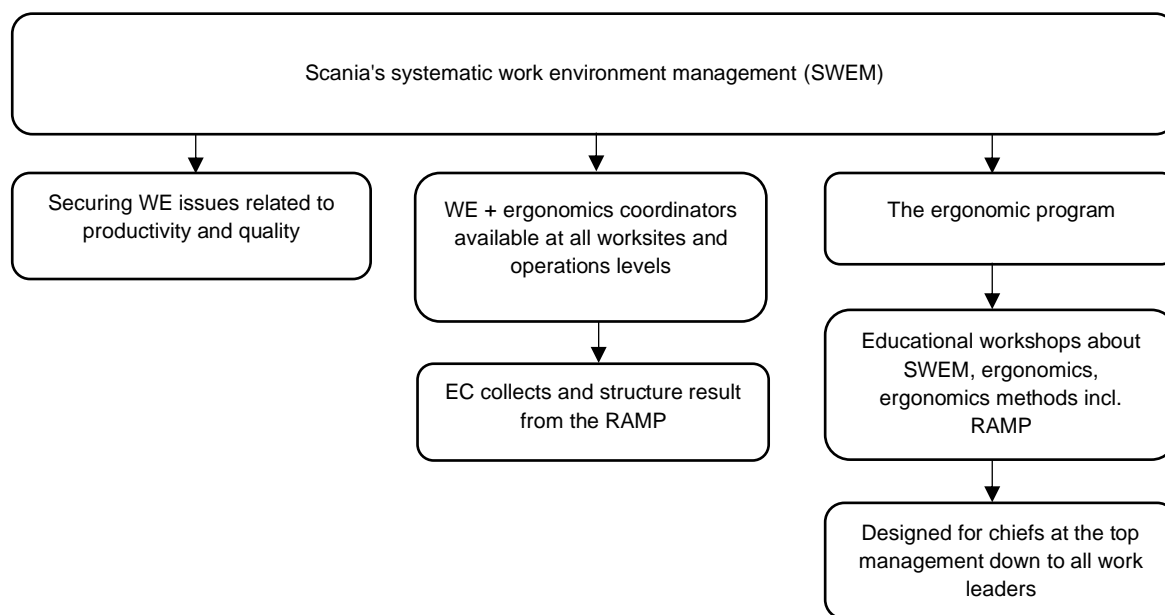 Scania's systematic work environment management (SWEM)
Securing WE issues related to
productivity and quality
WE + ergonomics coordinators
available at all worksites and
operations levels
The ergonomic program
EC collects and structure result
from the RAMP
Educational workshops about
SWEM, ergonomics,
ergonomics methods incl.
RAMP
Designed for chiefs at the top
management down to all work
leaders